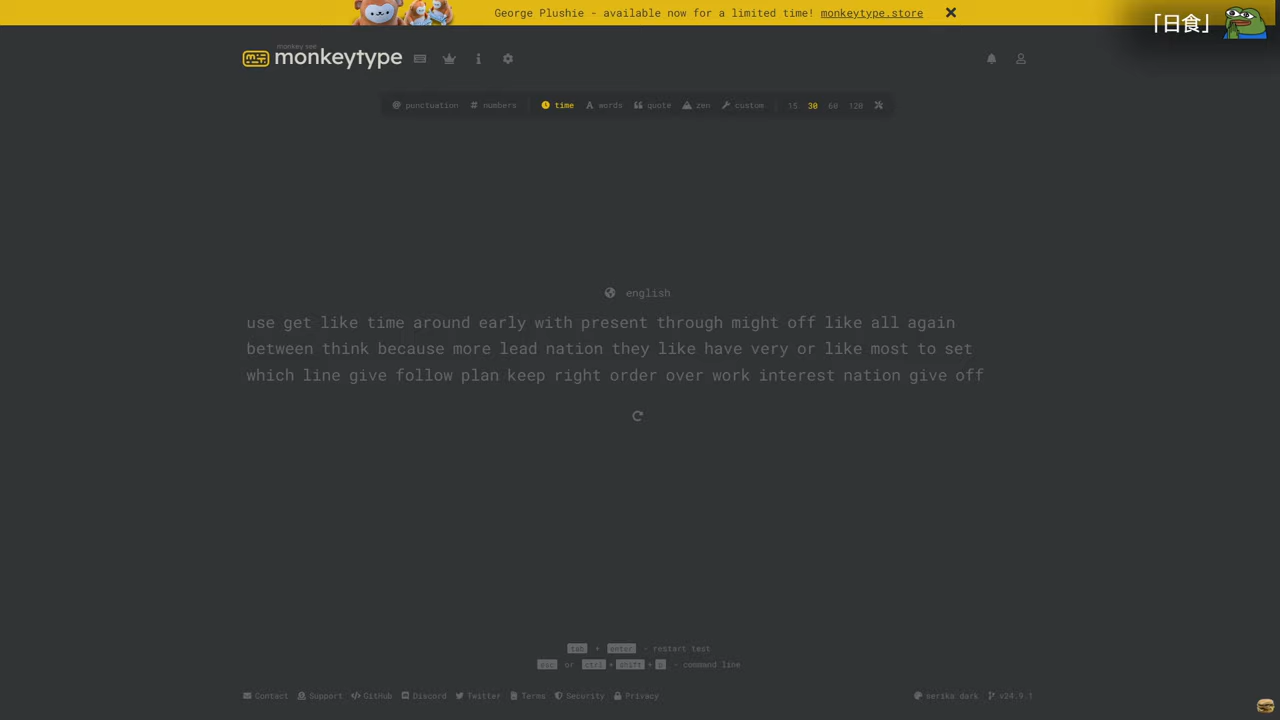 George Plushie - available now for a limited time! monkeytype.store
「日食」
monkey see
monkeytype
punctuation numbers time words quote zen custom 15 30 60 120
english
use get like time around early with present through might off like all again
between think because more lead nation they like have very or like most to set
which line give follow plan keep right order over work interest nation give off
tab + enter - restart test
esc or ctrl + shift + p - command line
Contact Support GitHub Discord Twitter Terms Security Privacy serika dark v24.9.1